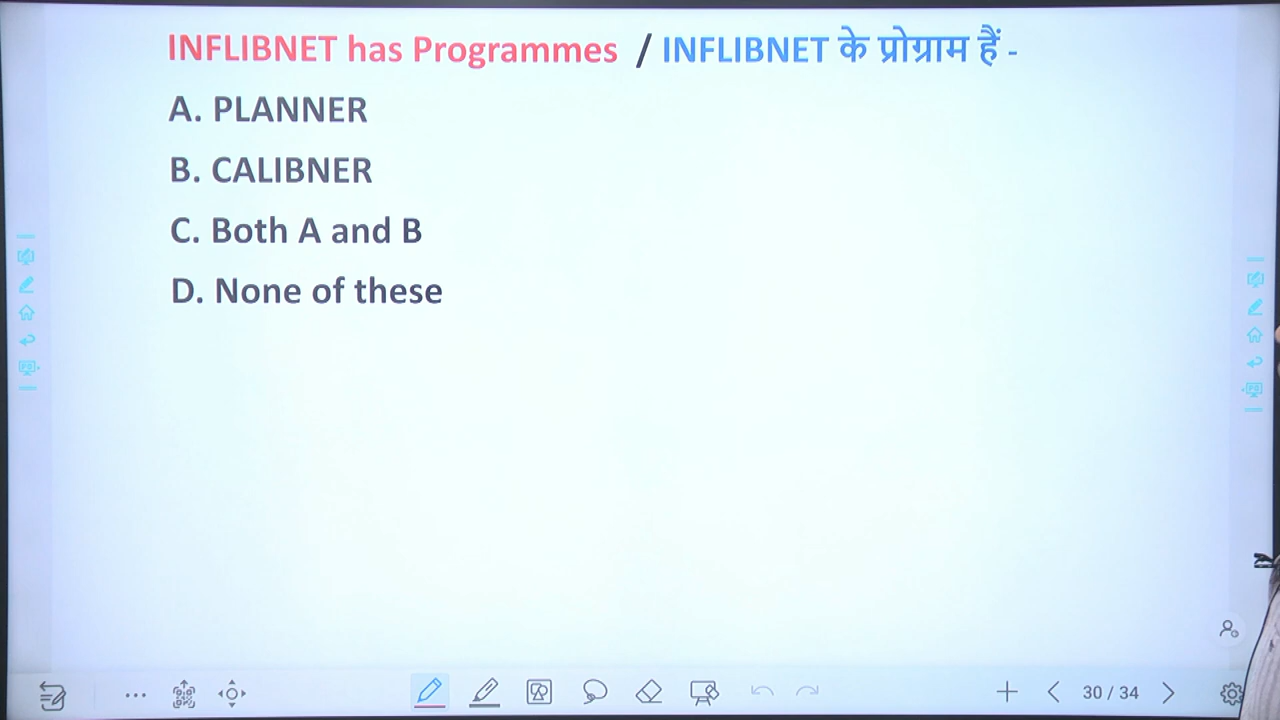 INFLIBNET has Programmes / INFLIBNET के प्रोग्राम हैं -
A. PLANNER
B. CALIBNER
C. Both A and B
D. None of these
30 / 34